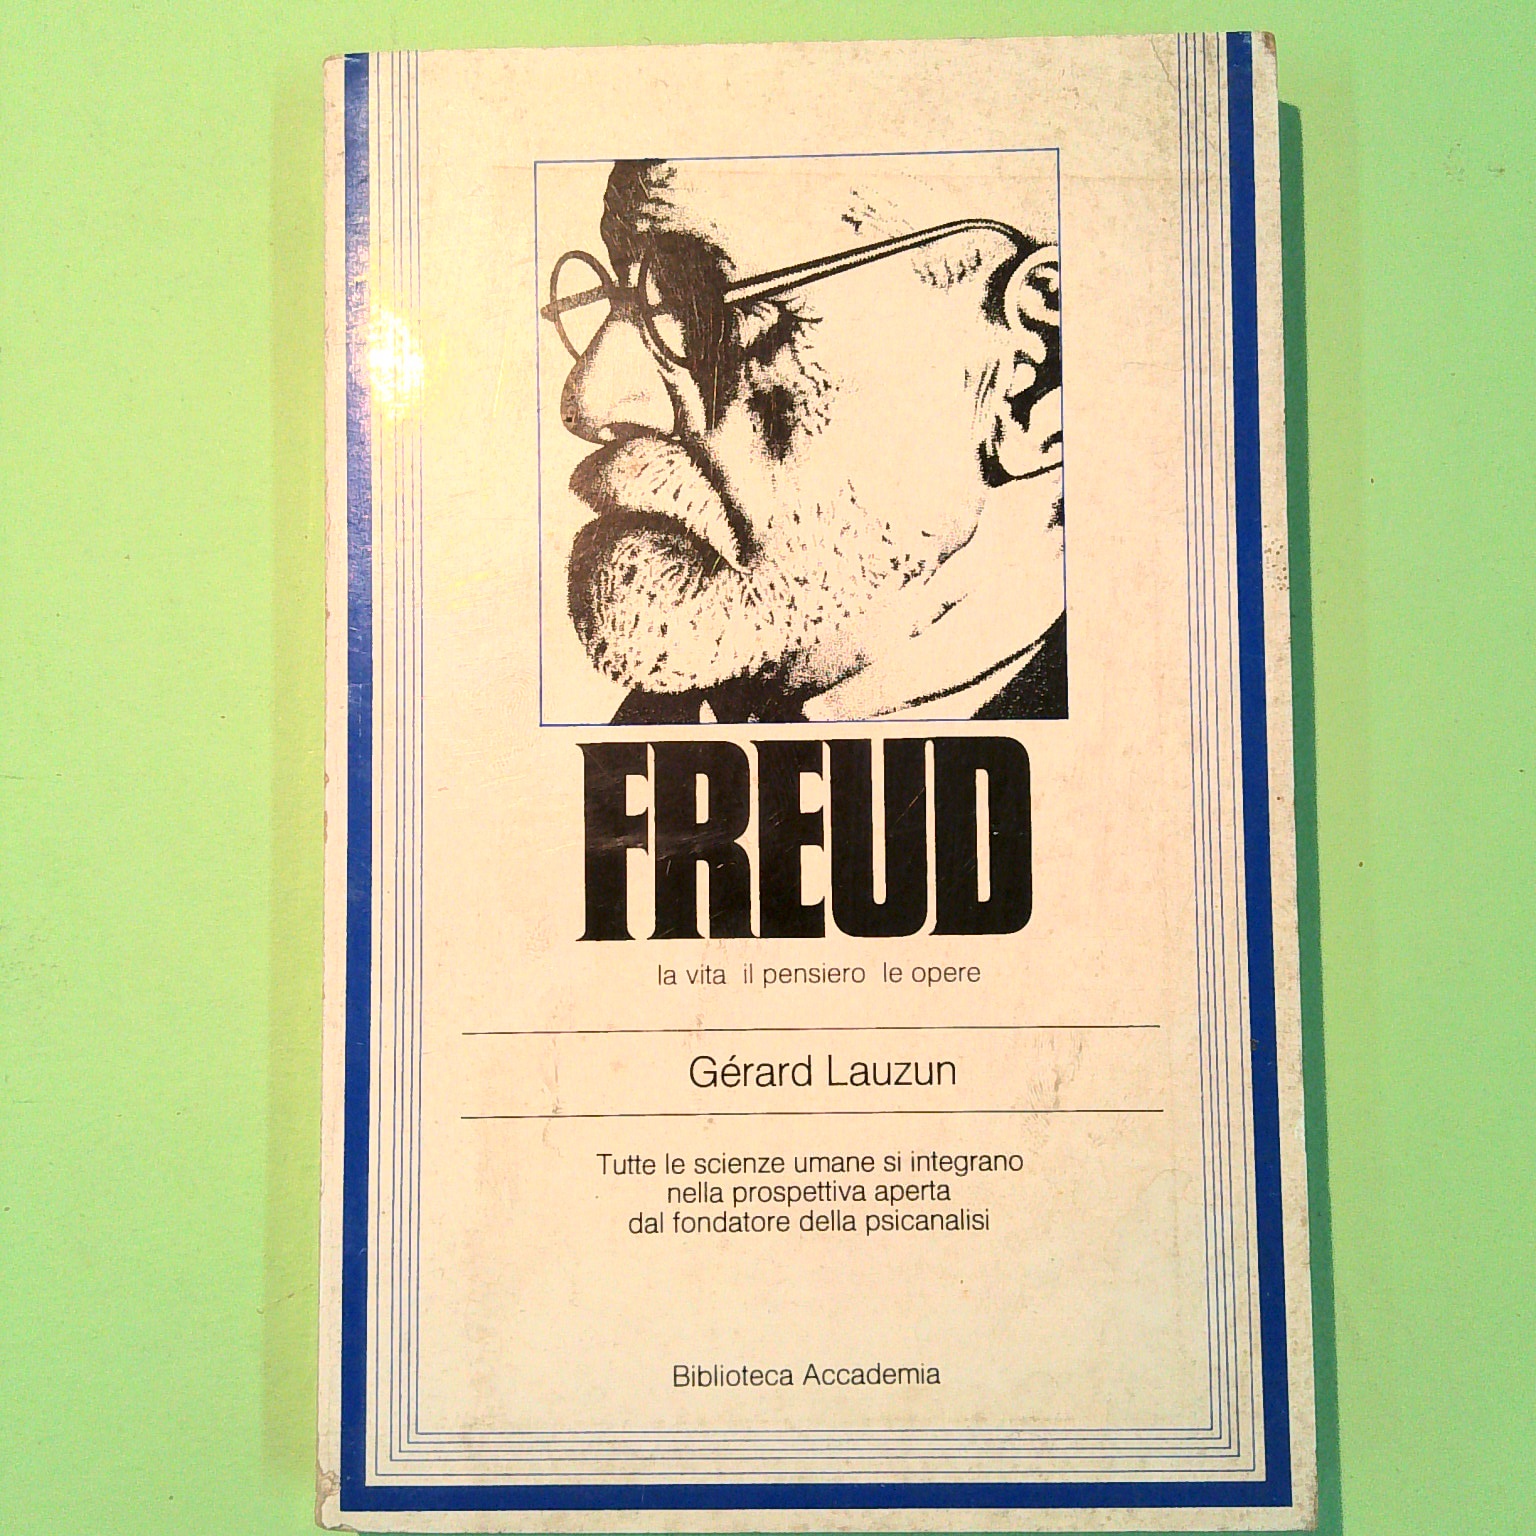 FREUD
la vita il pensiero le opere
Gérard Lauzun
Tutte le scienze umane si integrano
nella prospettiva aperta
dal fondatore della psicanalisi
Biblioteca Accademia